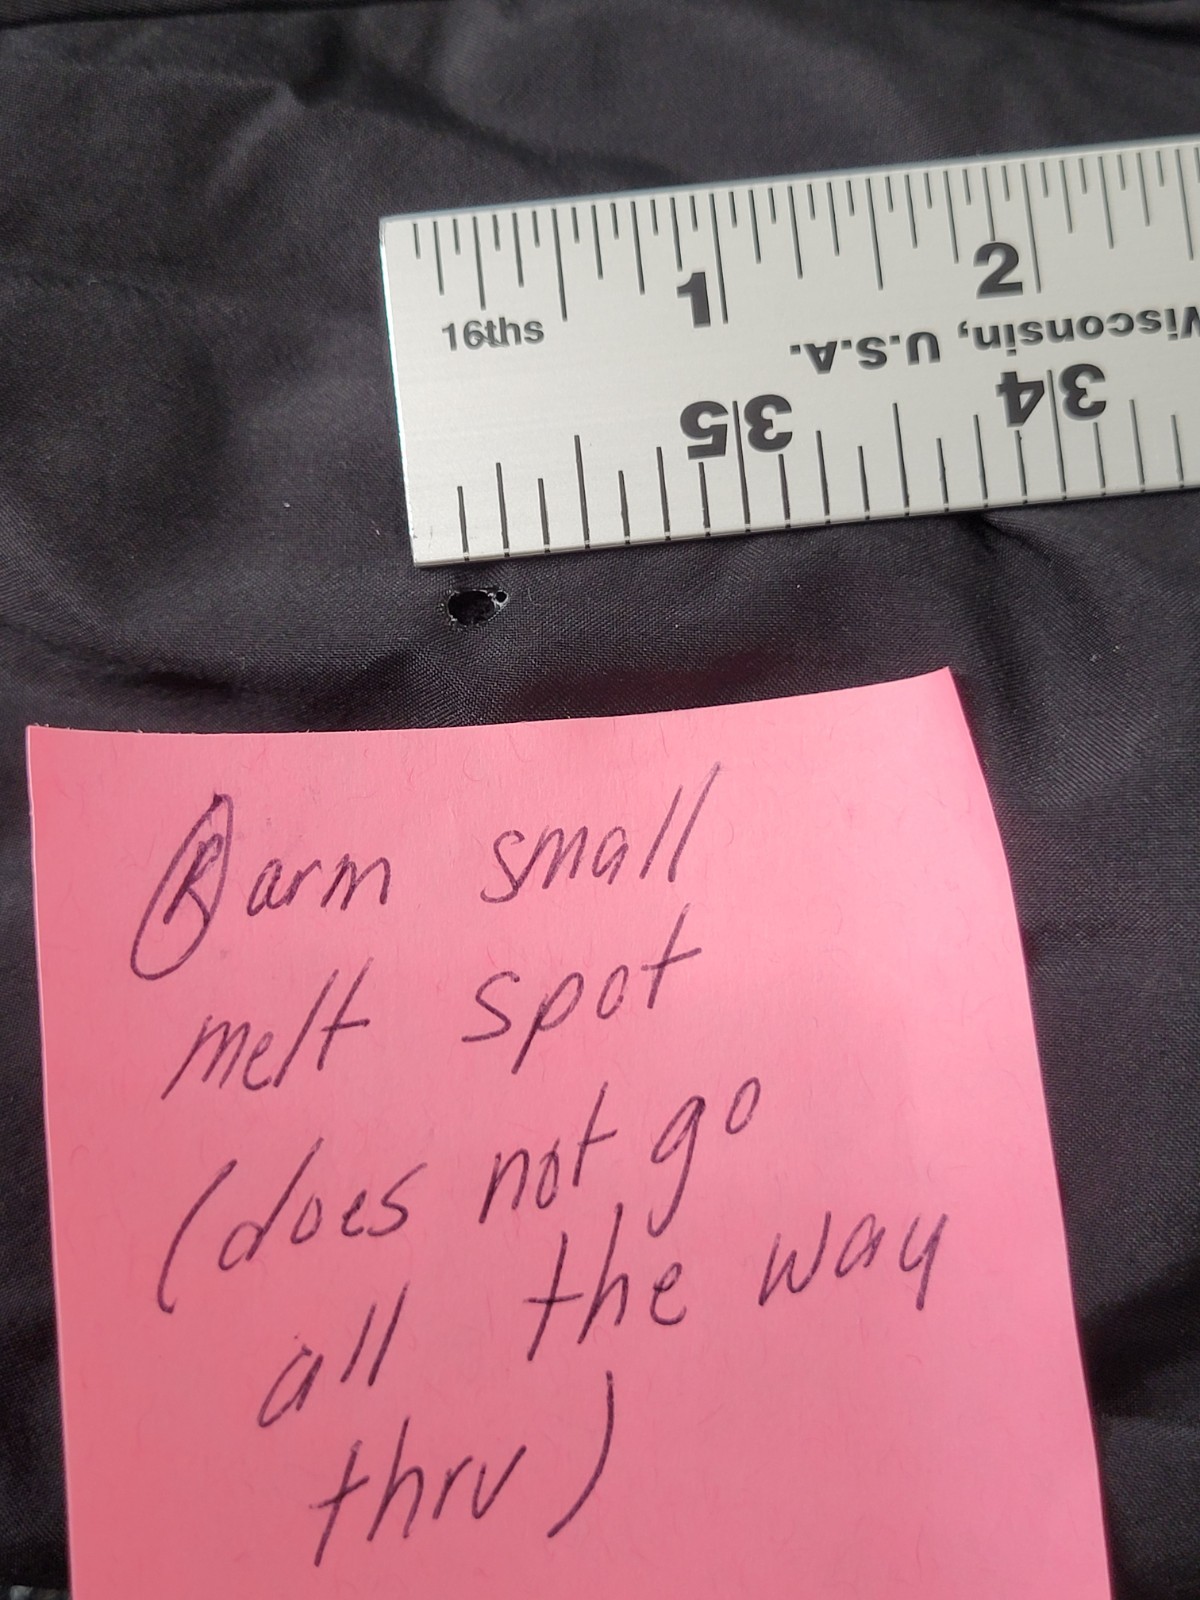 1 2
16ths
Wisconsin, U.S.A.
35 34
R arm small
melt spot
(does not go
all the way
thru)